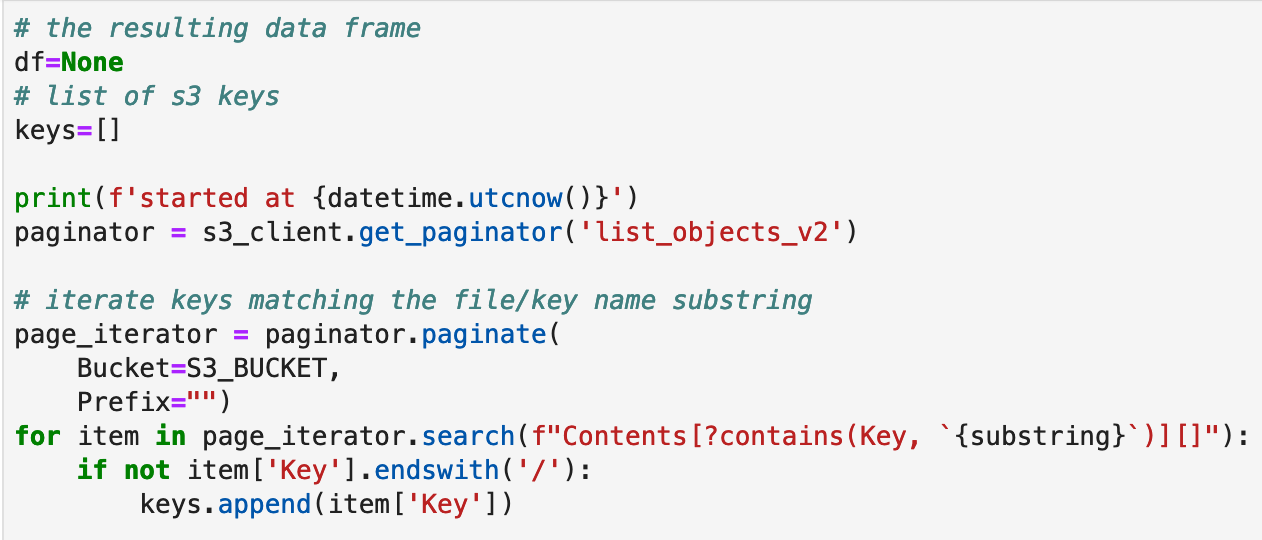 # the resulting data frame
df=None
# list of s3 keys
keys=[]

print(f'started at {datetime.utcnow()}')
paginator = s3_client.get_paginator('list_objects_v2')

# iterate keys matching the file/key name substring
page_iterator = paginator.paginate(
    Bucket=S3_BUCKET,
    Prefix="")
for item in page_iterator.search(f"Contents[?contains(Key, `{substring}`)][]"):
    if not item['Key'].endswith('/'):
        keys.append(item['Key'])